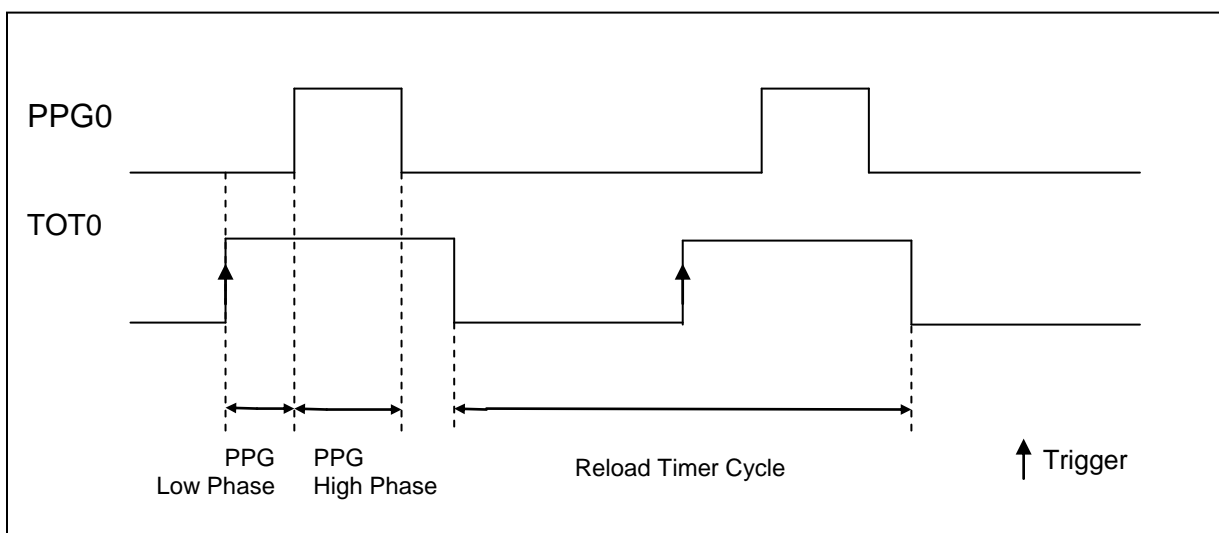 PPG0
TOT0
PPG
Low Phase
PPG
High Phase
Reload Timer Cycle
Trigger